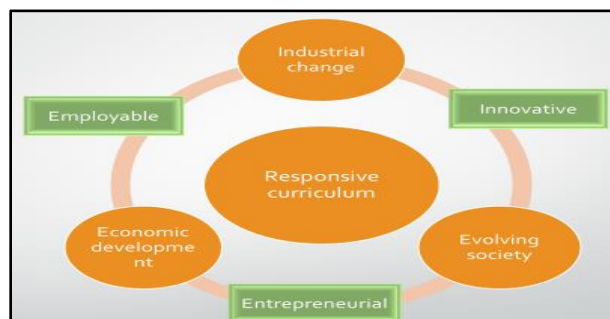 Industrial
change
Employable
Innovative
Responsive
curriculum
Economic
developme
nt
Evolving
society
Entrepreneurial